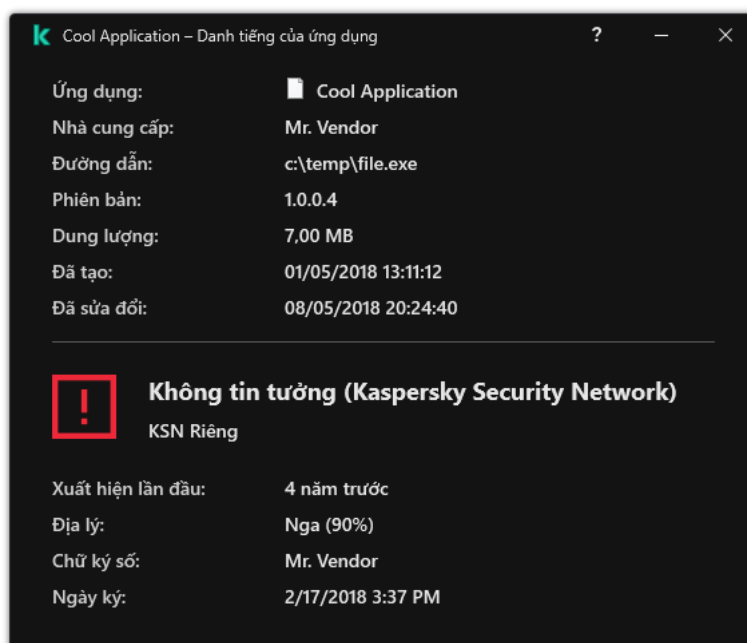 Cool Application – Danh tiếng của ứng dụng ?
Ứng dụng: Cool Application
Nhà cung cấp: Mr. Vendor
Đường dẫn: c:\temp\file.exe
Phiên bản: 1.0.0.4
Dung lượng: 7,00 MB
Đã tạo: 01/05/2018 13:11:12
Đã sửa đổi: 08/05/2018 20:24:40
Không tin tưởng (Kaspersky Security Network)
KSN Riêng
Xuất hiện lần đầu: 4 năm trước
Địa lý: Nga (90%)
Chữ ký số: Mr. Vendor
Ngày ký: 2/17/2018 3:37 PM